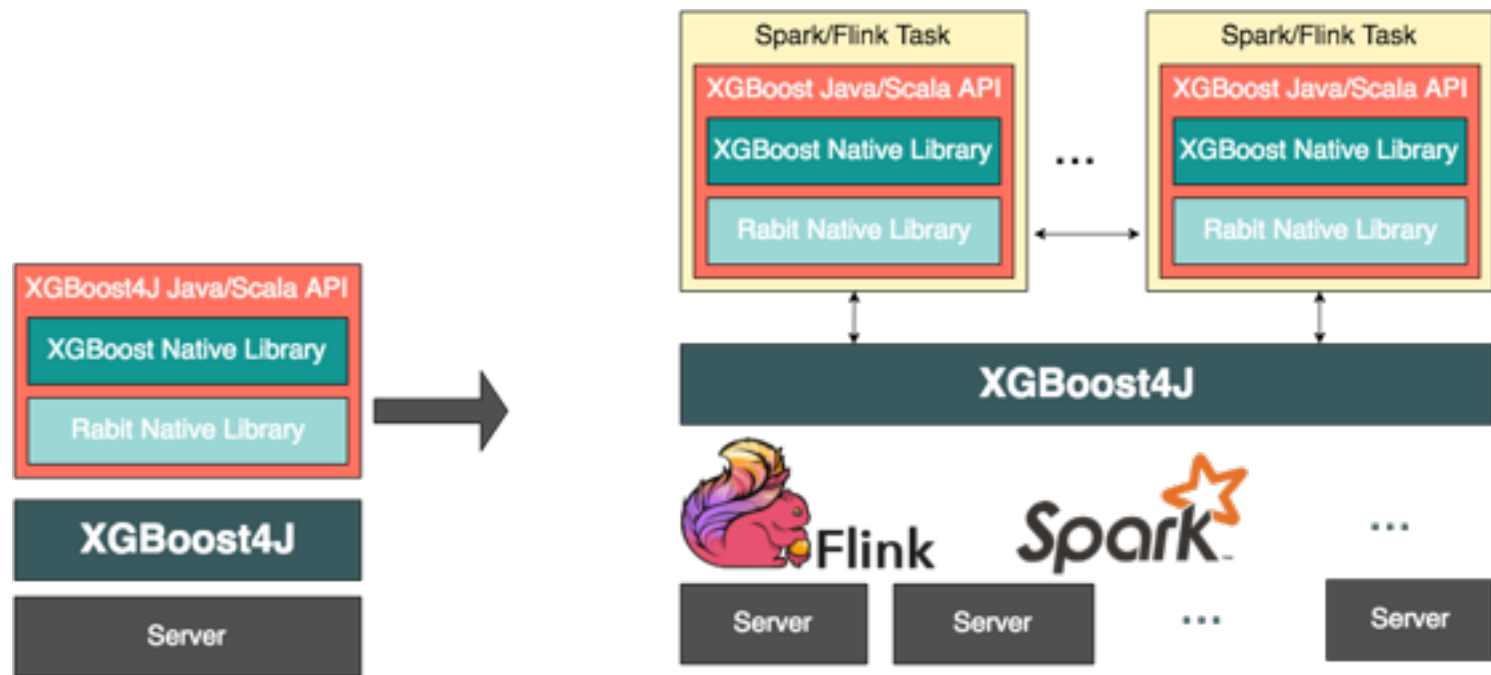 XGBoost4J Java/Scala API
XGBoost Native Library
Rabit Native Library
XGBoost4J
Server
Spark/Flink Task
XGBoost Java/Scala API
XGBoost Native Library
Rabit Native Library
...
Spark/Flink Task
XGBoost Java/Scala API
XGBoost Native Library
Rabit Native Library
XGBoost4J
Flink
Spark™
...
Server
Server
...
Server